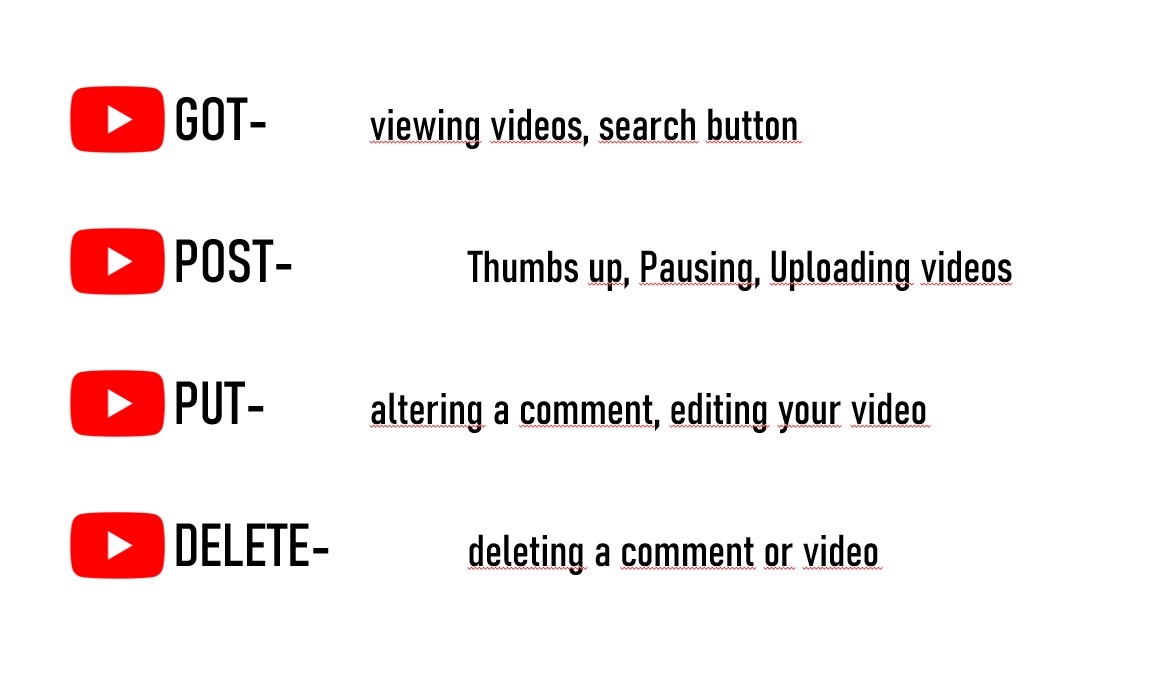 GOT- viewing videos, search button
POST- Thumbs up, Pausing, Uploading videos
PUT- altering a comment, editing your video
DELETE- deleting a comment or video